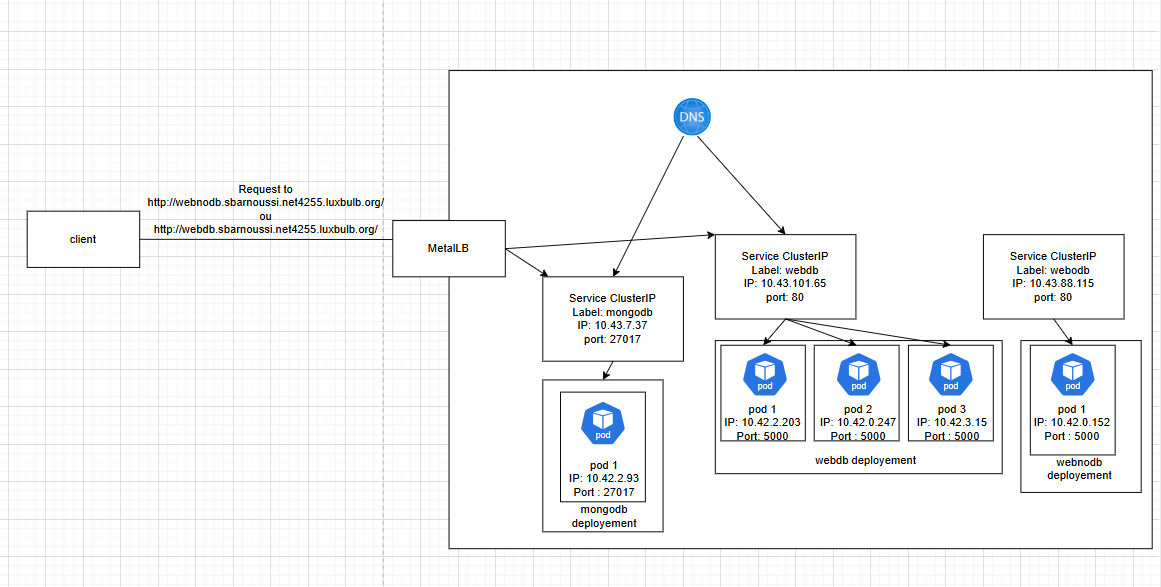 DNS
Request to
http://webnodb.sbarnoussi.net4255.luxbulb.org/
ou
http://webdb.sbarnoussi.net4255.luxbulb.org/
client
MetalLB
Service ClusterIP
Label: mongodb
IP: 10.43.7.37
port: 27017
Service ClusterIP
Label: webdb
IP: 10.43.101.65
port: 80
Service ClusterIP
Label: webodb
IP: 10.43.88.115
port: 80
pod
pod 1
IP: 10.42.2.93
Port : 27017
mongodb
deployement
pod
pod 1
IP: 10.42.2.203
Port: 5000
pod
pod 2
IP: 10.42.0.247
Port : 5000
pod
pod 3
IP: 10.42.3.15
Port : 5000
webdb deployement
pod
pod 1
IP: 10.42.0.152
Port : 5000
webnodb
deployement